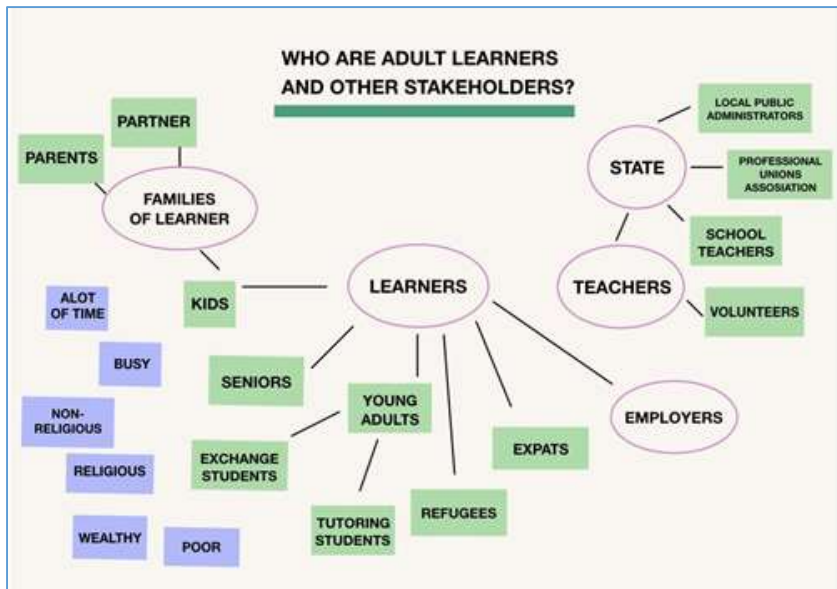 WHO ARE ADULT LEARNERS
AND OTHER STAKEHOLDERS?
PARTNER
PARENTS
FAMILIES
OF LEARNER
KIDS
LOCAL PUBLIC
ADMINISTRATORS
STATE
PROFESSIONAL
UNIONS
ASSOSIATION
SCHOOL
TEACHERS
TEACHERS
VOLUNTEERS
LEARNERS
SENIORS
YOUNG
ADULTS
EXCHANGE
STUDENTS
TUTORING
STUDENTS
REFUGEES
EXPATS
EMPLOYERS
ALOT
OF TIME
BUSY
NON-
RELIGIOUS
RELIGIOUS
WEALTHY
POOR